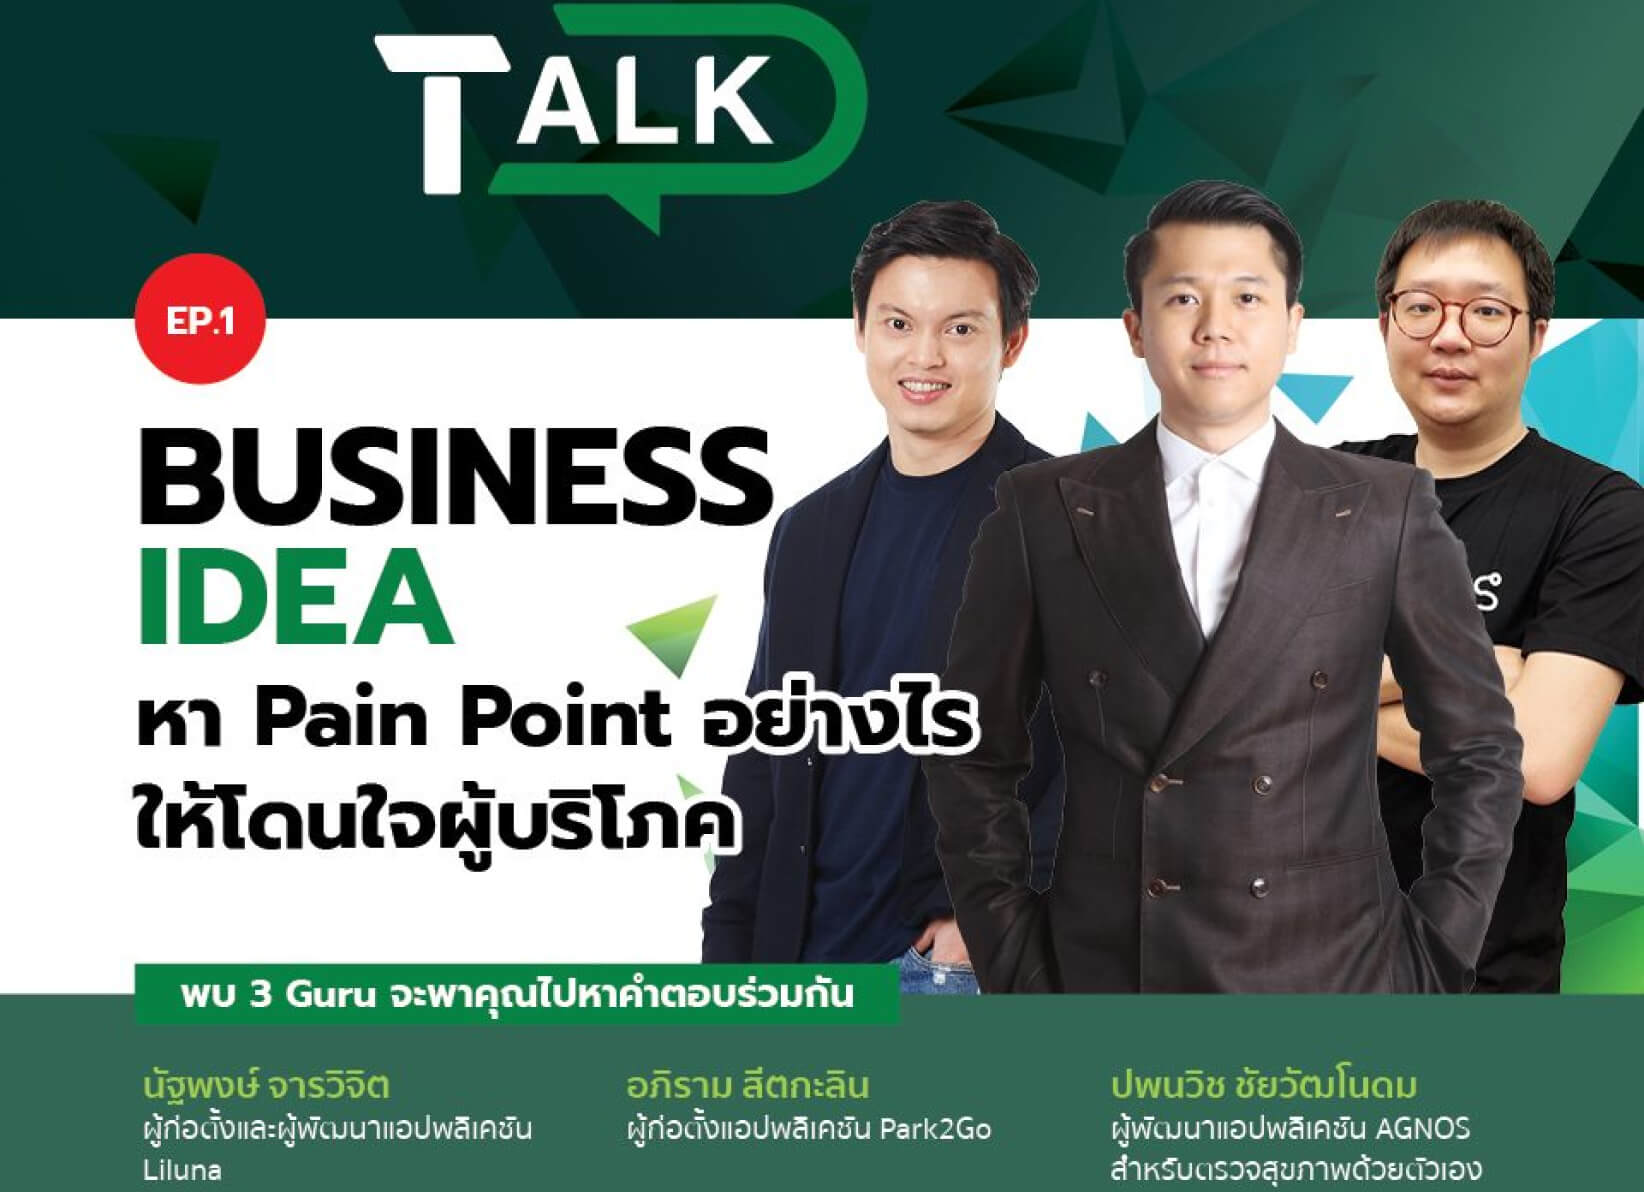 TALK
EP.1
BUSINESS
IDEA
หา Pain Point อย่างไร
ให้โดนใจผู้บริโภค
พบ 3 Guru จะพาคุณไปหาคำตอบร่วมกัน
นัฐพงษ์ จารวิจิต
ผู้ก่อตั้งและผู้พัฒนาแอปพลิเคชัน
Liluna
อภิราม สีตกะลิน
ผู้ก่อตั้งแอปพลิเคชัน Park2Go
ปพนวิช ชัยวัฒโนดม
ผู้พัฒนาแอปพลิเคชัน AGNOS
สำหรับตรวจสุขภาพด้วยตัวเอง